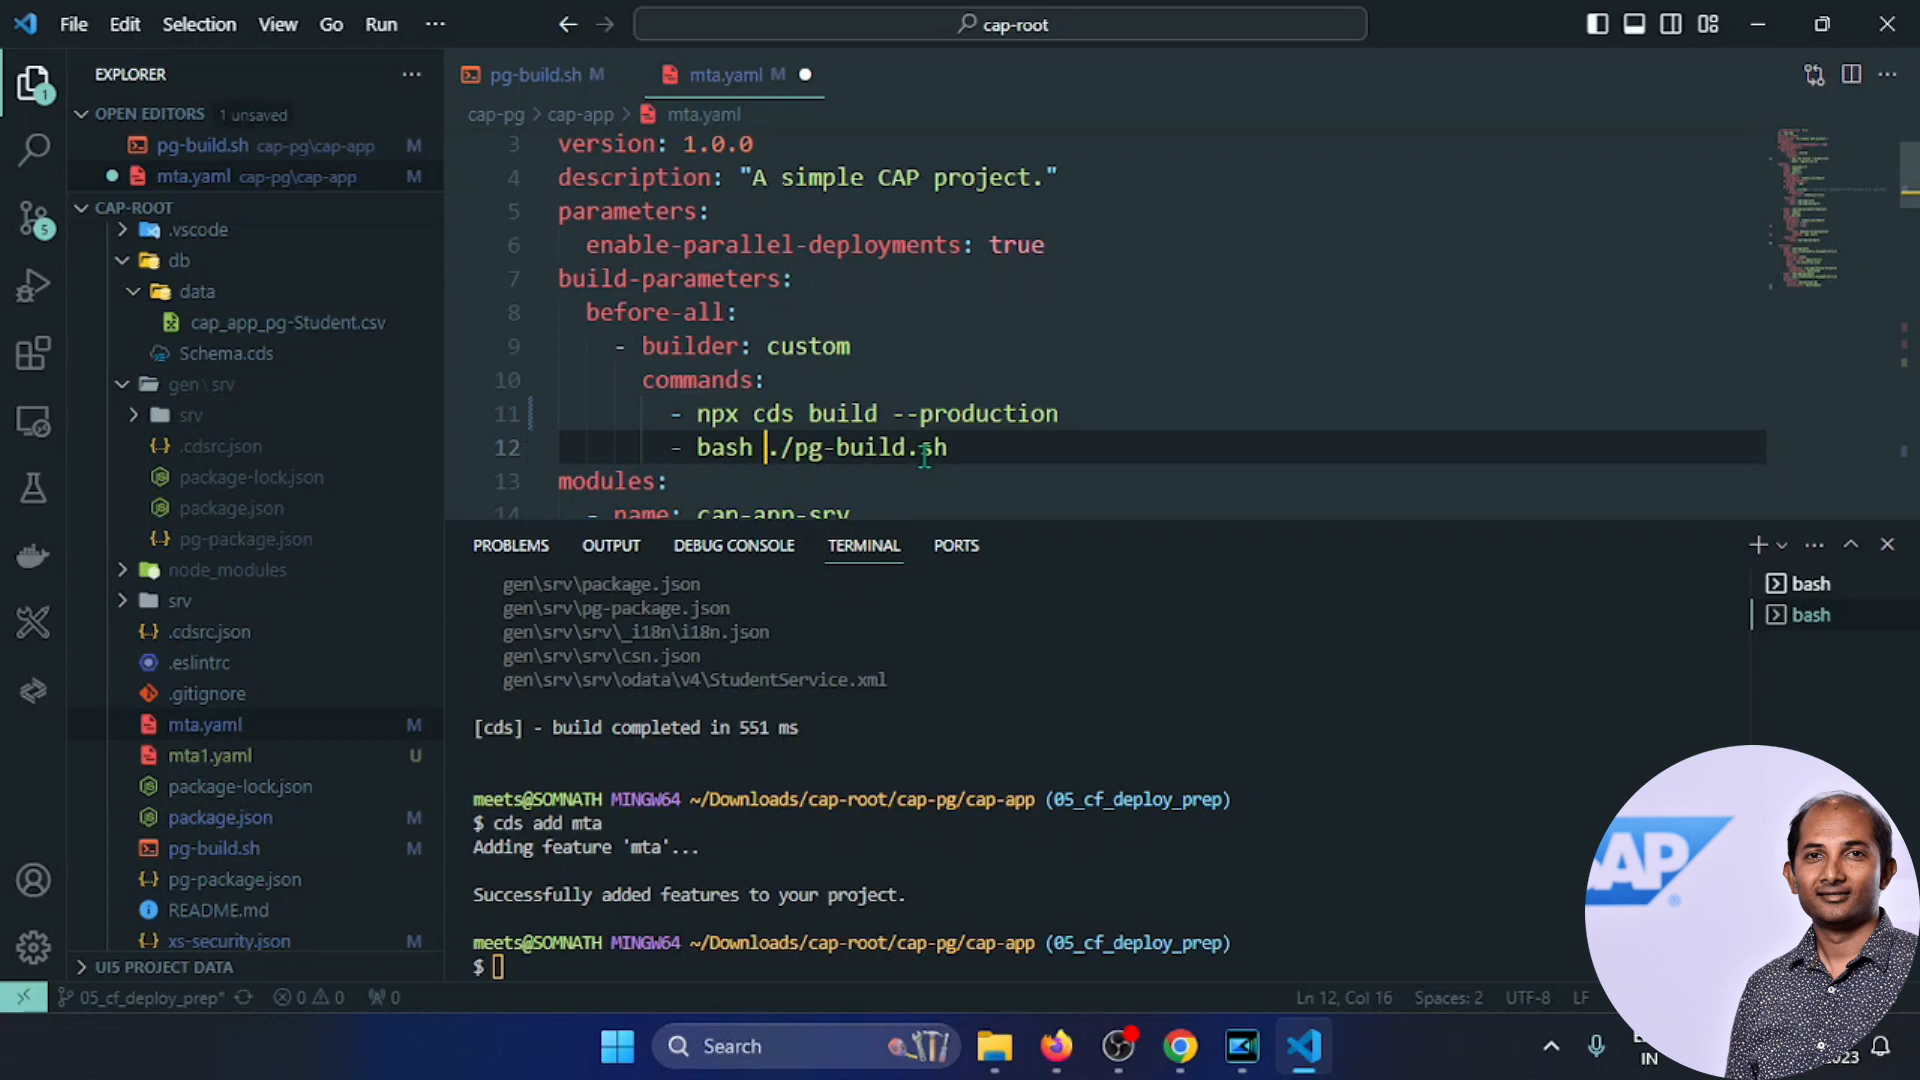 File Edit Selection View Go Run ··· cap-root
EXPLORER
OPEN EDITORS 1 unsaved
pg-build.sh cap-pg\cap-app M
mta.yaml cap-pg\cap-app M
CAP-ROOT
.vscode
db
data
cap_app_pg-Student.csv
Schema.cds
gen \ srv
srv
.cdsrc.json
package-lock.json
package.json
pg-package.json
node_modules
srv
.cdsrc.json
.eslintrc
.gitignore
mta.yaml M
mta1.yaml U
package-lock.json
package.json M
pg-build.sh M
pg-package.json
README.md
xs-security.json M
UI5 PROJECT DATA
1
5
pg-build.sh M mta.yaml M
cap-pg > cap-app > mta.yaml
3 version: 1.0.0
4 description: "A simple CAP project."
5 parameters:
6 enable-parallel-deployments: true
7 build-parameters:
8 before-all:
9 - builder: custom
10 commands:
11 - npx cds build --production
12 - bash ./pg-build.sh
13 modules:
14 - name: cap-app-srv
PROBLEMS OUTPUT DEBUG CONSOLE TERMINAL PORTS
bash
bash
gen\srv\package.json
gen\srv\pg-package.json
gen\srv\srv\_i18n\i18n.json
gen\srv\srv\csn.json
gen\srv\srv\odata\v4\StudentService.xml
[cds] - build completed in 551 ms
meets@SOMNATH MINGW64 ~/Downloads/cap-root/cap-pg/cap-app (05_cf_deploy_prep)
$ cds add mta
Adding feature 'mta'...
Successfully added features to your project.
meets@SOMNATH MINGW64 ~/Downloads/cap-root/cap-pg/cap-app (05_cf_deploy_prep)
$
05_cf_deploy_prep* 0 0 0 Ln 12, Col 16 Spaces: 2 UTF-8 LF
Search
IN
2023